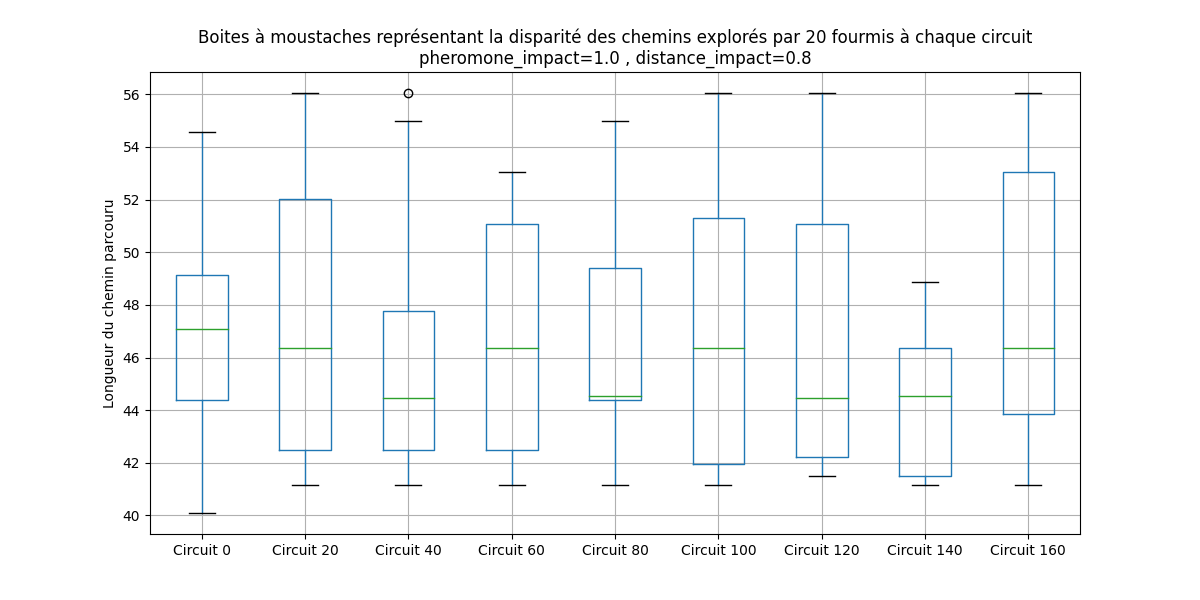 Boites à moustaches représentant la disparité des chemins explorés par 20 fourmis à chaque circuit
pheromone_impact=1.0 , distance_impact=0.8
56
54
52
50
48
46
44
42
40
Longueur du chemin parcouru
Circuit 0 Circuit 20 Circuit 40 Circuit 60 Circuit 80 Circuit 100 Circuit 120 Circuit 140 Circuit 160